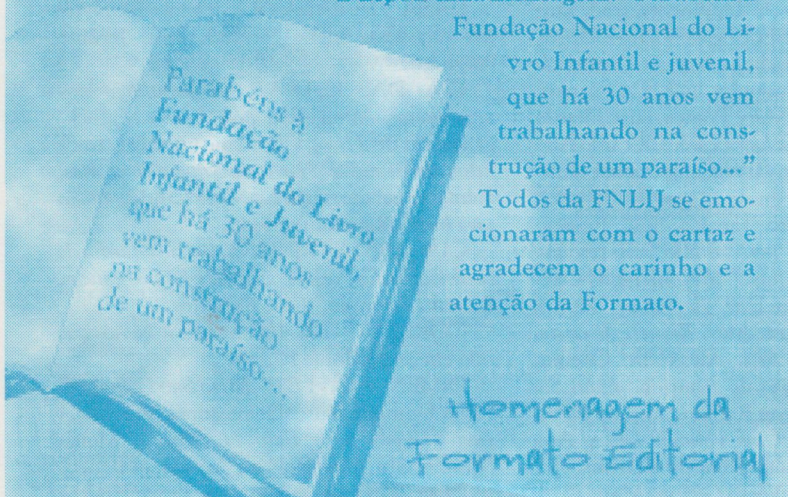 Fundação Nacional do Li-
vro Infantil e juvenil,
que há 30 anos vem
trabalhando na cons-
trução de um paraíso..."
Todos da FNLIJ se emo-
cionaram com o cartaz e
agradecem o carinho e a
atenção da Formato.
Parabéns à
Fundação
Nacional do Livro
Infantil e Juvenil,
que há 30 anos
vem trabalhando
na construção
de um paraíso...
Homenagem da
Formato Editorial